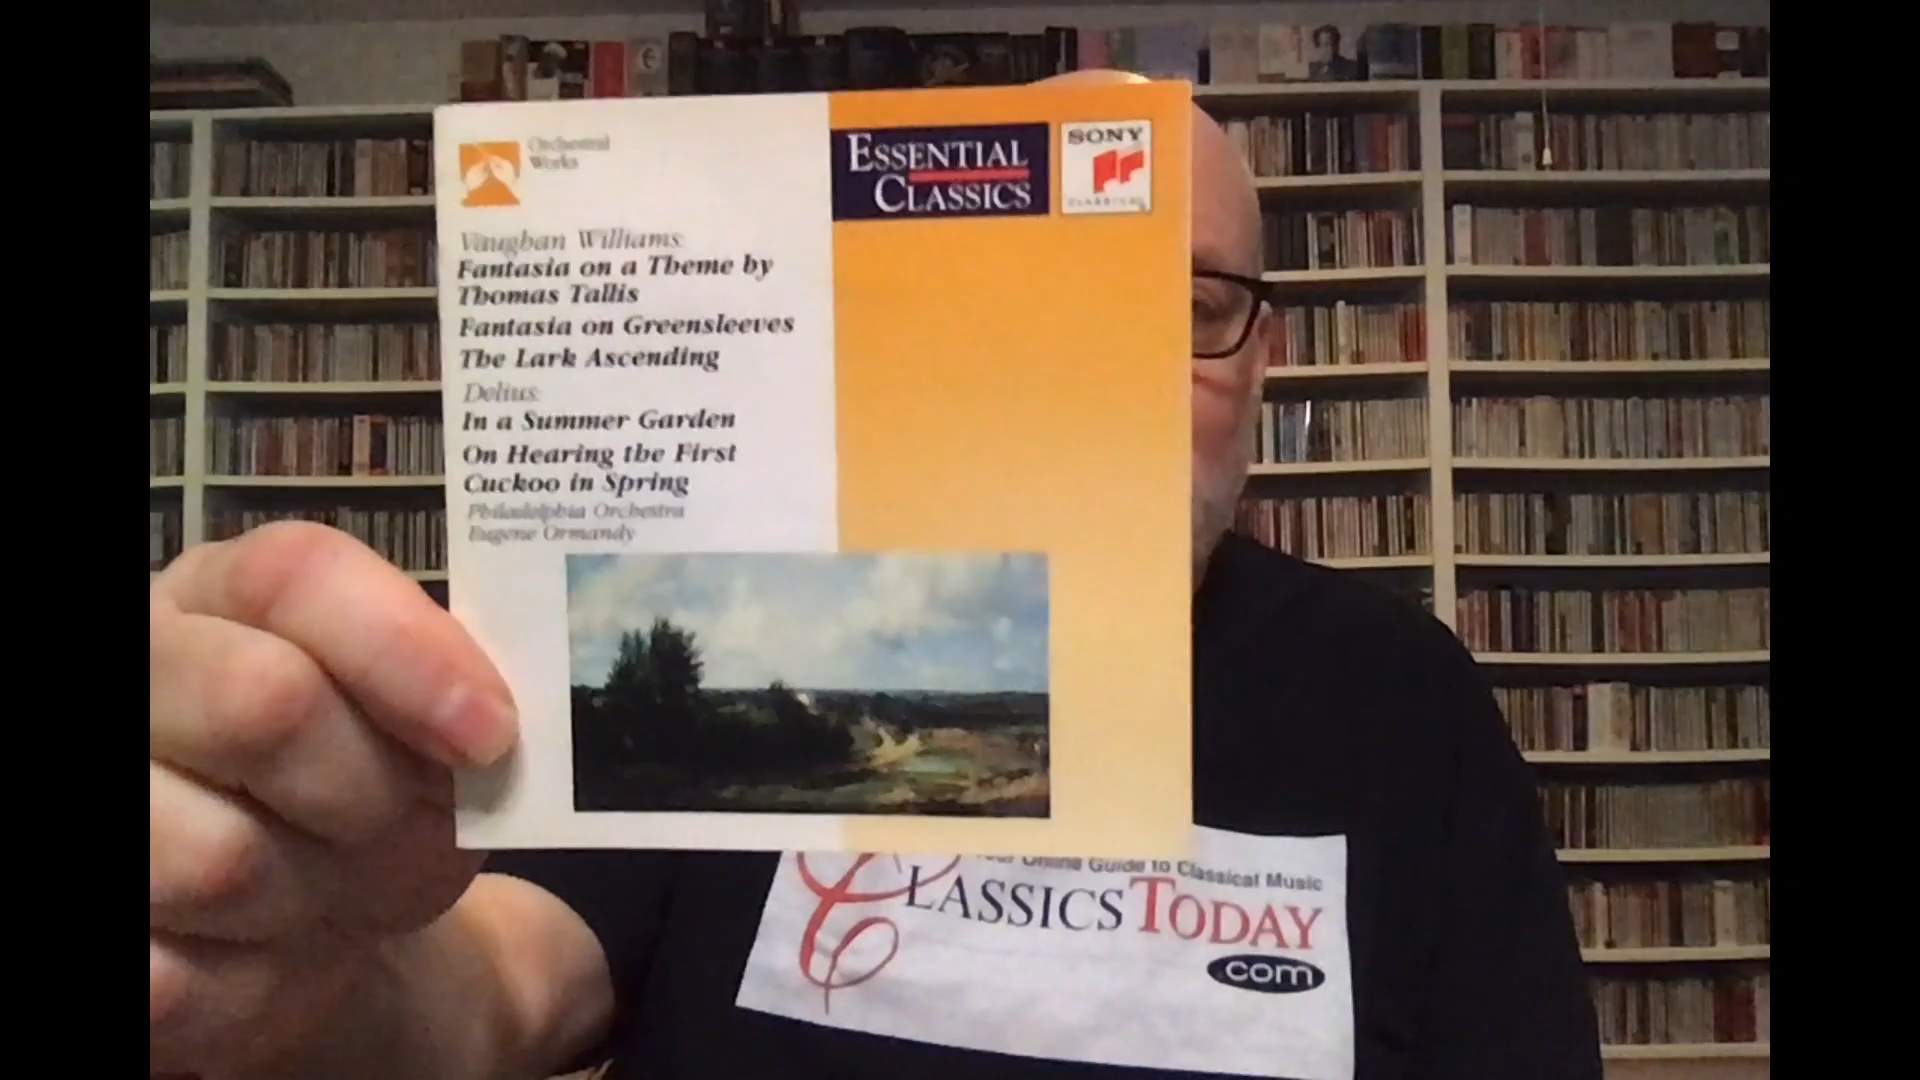 Orchestral
Works
ESSENTIAL
CLASSICS
SONY
CLASSICAL
Vaughan Williams:
Fantasia on a Theme by
Thomas Tallis
Fantasia on Greensleeves
The Lark Ascending
Delius:
In a Summer Garden
On Hearing the First
Cuckoo in Spring
Philadelphia Orchestra
Eugene Ormandy
Your Online Guide to Classical Music
CLASSICSTODAY
.com